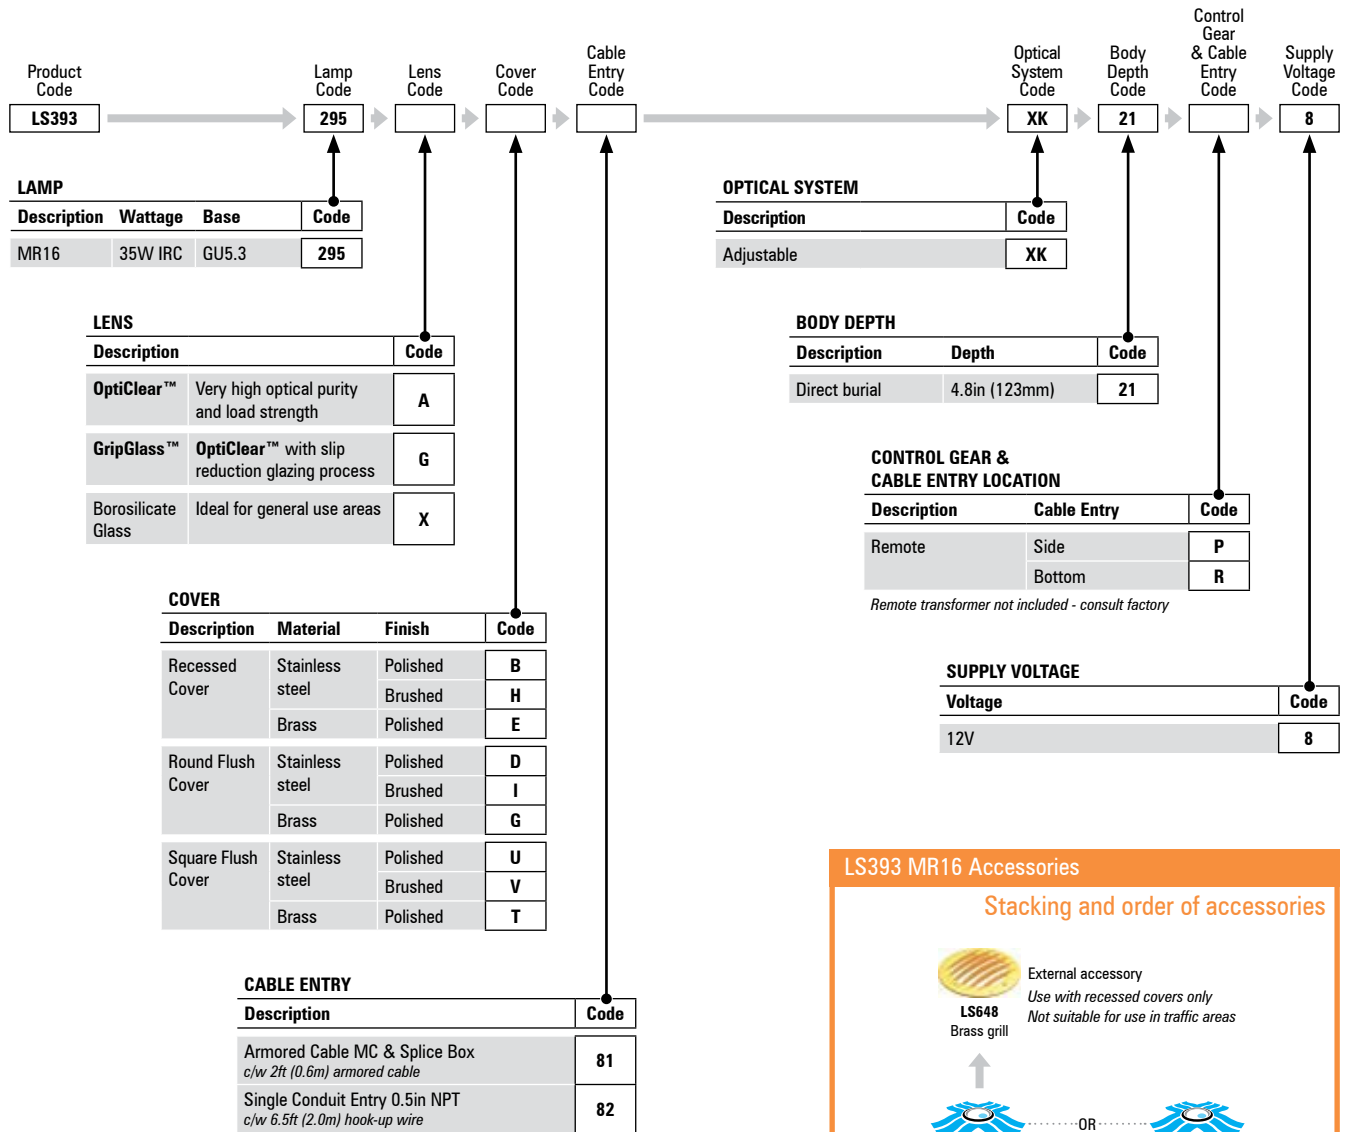 Product
Code
Lamp
Code
Lens
Code
Cover
Code
Cable
Entry
Code
Optical
System
Code
Body
Depth
Code
Control
Gear
& Cable
Entry
Code
Supply
Voltage
Code
LS393
295
XK
21
8
LAMP
Description Wattage Base Code
MR16 35W IRC GU5.3 295
LENS
Description Code
OptiClear™ Very high optical purity
and load strength A
GripGlass™ OptiClear™ with slip
reduction glazing process G
Borosilicate Ideal for general use areas X
Glass
COVER
Description Material Finish Code
Recessed Stainless Polished B
Cover steel Brushed H
Brass Polished E
Round Flush Stainless Polished D
Cover steel Brushed I
Brass Polished G
Square Flush Stainless Polished U
Cover steel Brushed V
Brass Polished T
CABLE ENTRY
Description Code
Armored Cable MC & Splice Box
c/w 2ft (0.6m) armored cable 81
Single Conduit Entry 0.5in NPT
c/w 6.5ft (2.0m) hook-up wire 82
OPTICAL SYSTEM
Description Code
Adjustable XK
BODY DEPTH
Description Depth Code
Direct burial 4.8in (123mm) 21
CONTROL GEAR &
CABLE ENTRY LOCATION
Description Cable Entry Code
Remote Side P
Bottom R
Remote transformer not included - consult factory
SUPPLY VOLTAGE
Voltage Code
12V 8
LS393 MR16 Accessories
Stacking and order of accessories
External accessory
Use with recessed covers only
Not suitable for use in traffic areas
LS648
Brass grill
OR